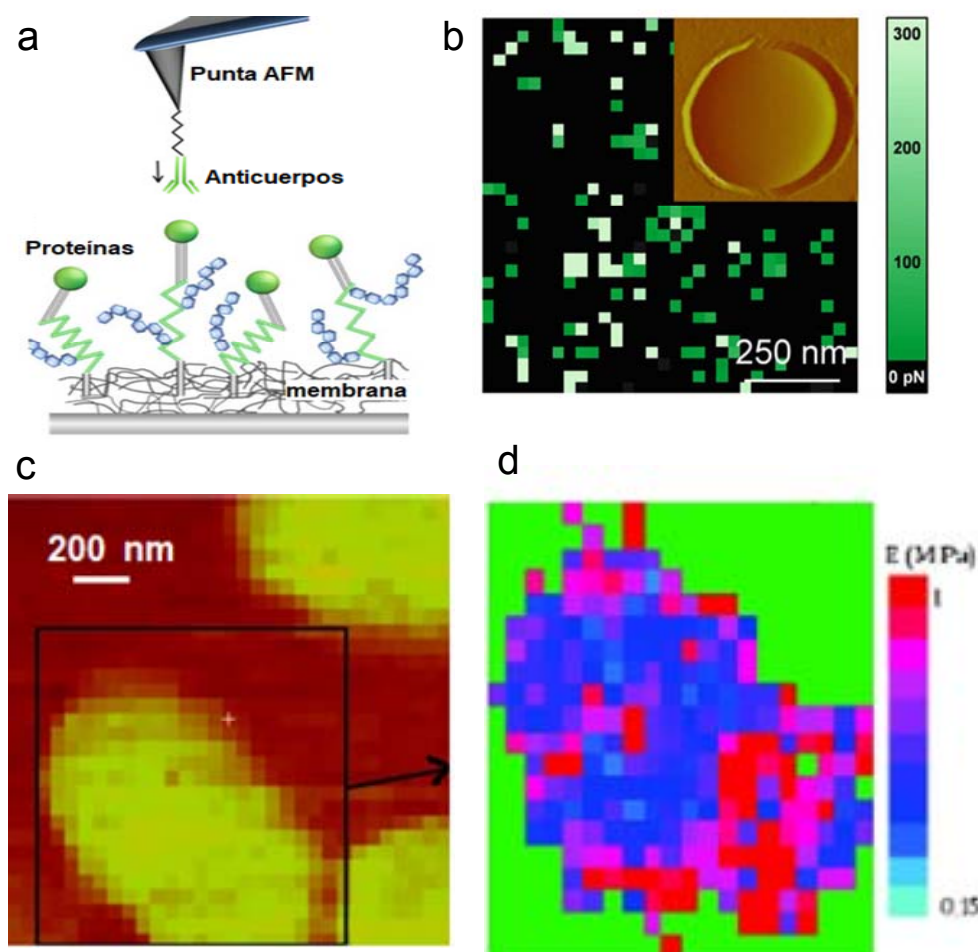 a
Punta AFM
Anticuerpos
Proteínas
membrana
b
300
200
100
0 pN
250 nm
c
200 nm
d
E (MPa)
1
0.15